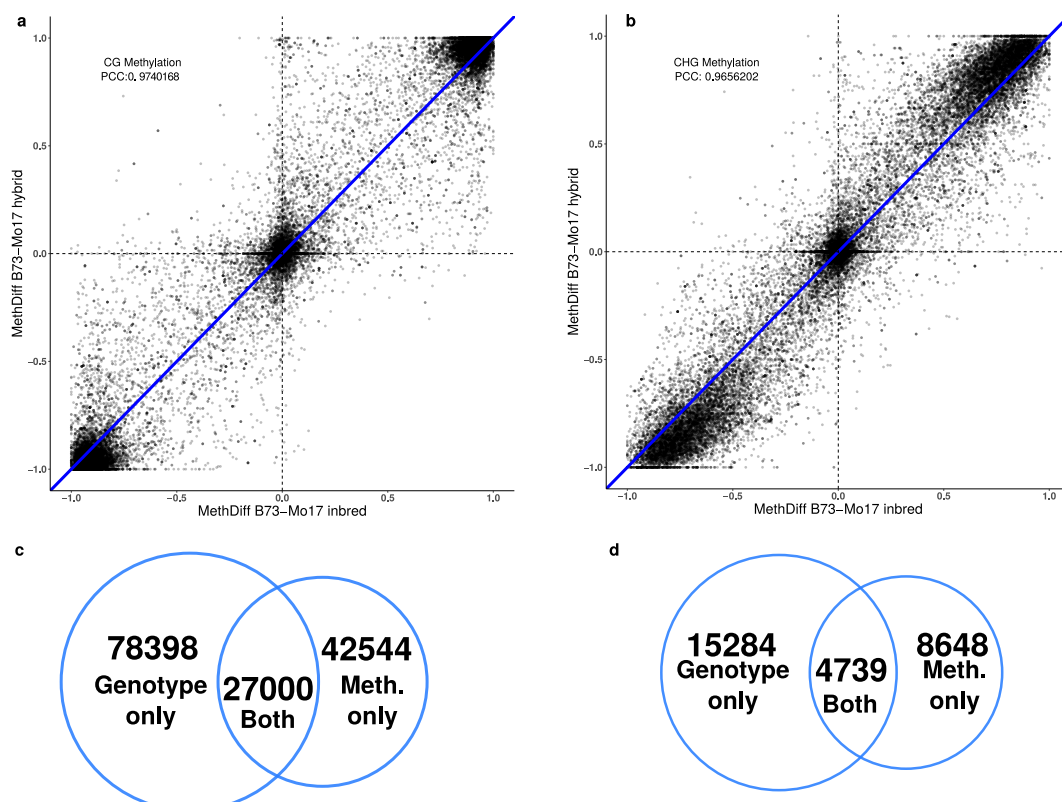 a
CG Methylation
PCC:0.9740168
1.0
0.5
0.0
−0.5
−1.0
MethDiff B73−Mo17 hybrid
−1.0
−0.5
0.0
0.5
1.0
MethDiff B73−Mo17 inbred
b
CHG Methylation
PCC: 0.9656202
1.0
0.5
0.0
−0.5
−1.0
MethDiff B73−Mo17 hybrid
−1.0
−0.5
0.0
0.5
1.0
MethDiff B73−Mo17 inbred
c
78398
Genotype
only
27000
Both
42544
Meth.
only
d
15284
Genotype
only
4739
Both
8648
Meth.
only